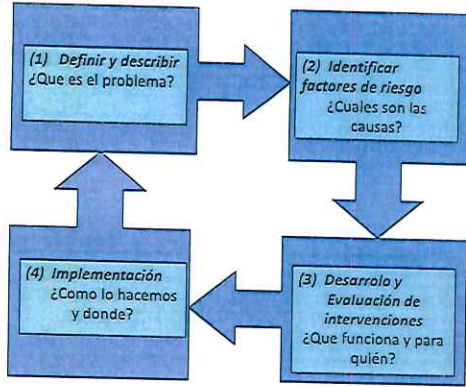 (1) Definir y describir
¿Que es el problema?
(2) Identificar
factores de riesgo
¿Cuales son las
causas?
(3) Desarrolo y
Evaluación de
intervenciones
¿Que funciona y para
quién?
(4) Implementación
¿Como lo hacemos
y donde?